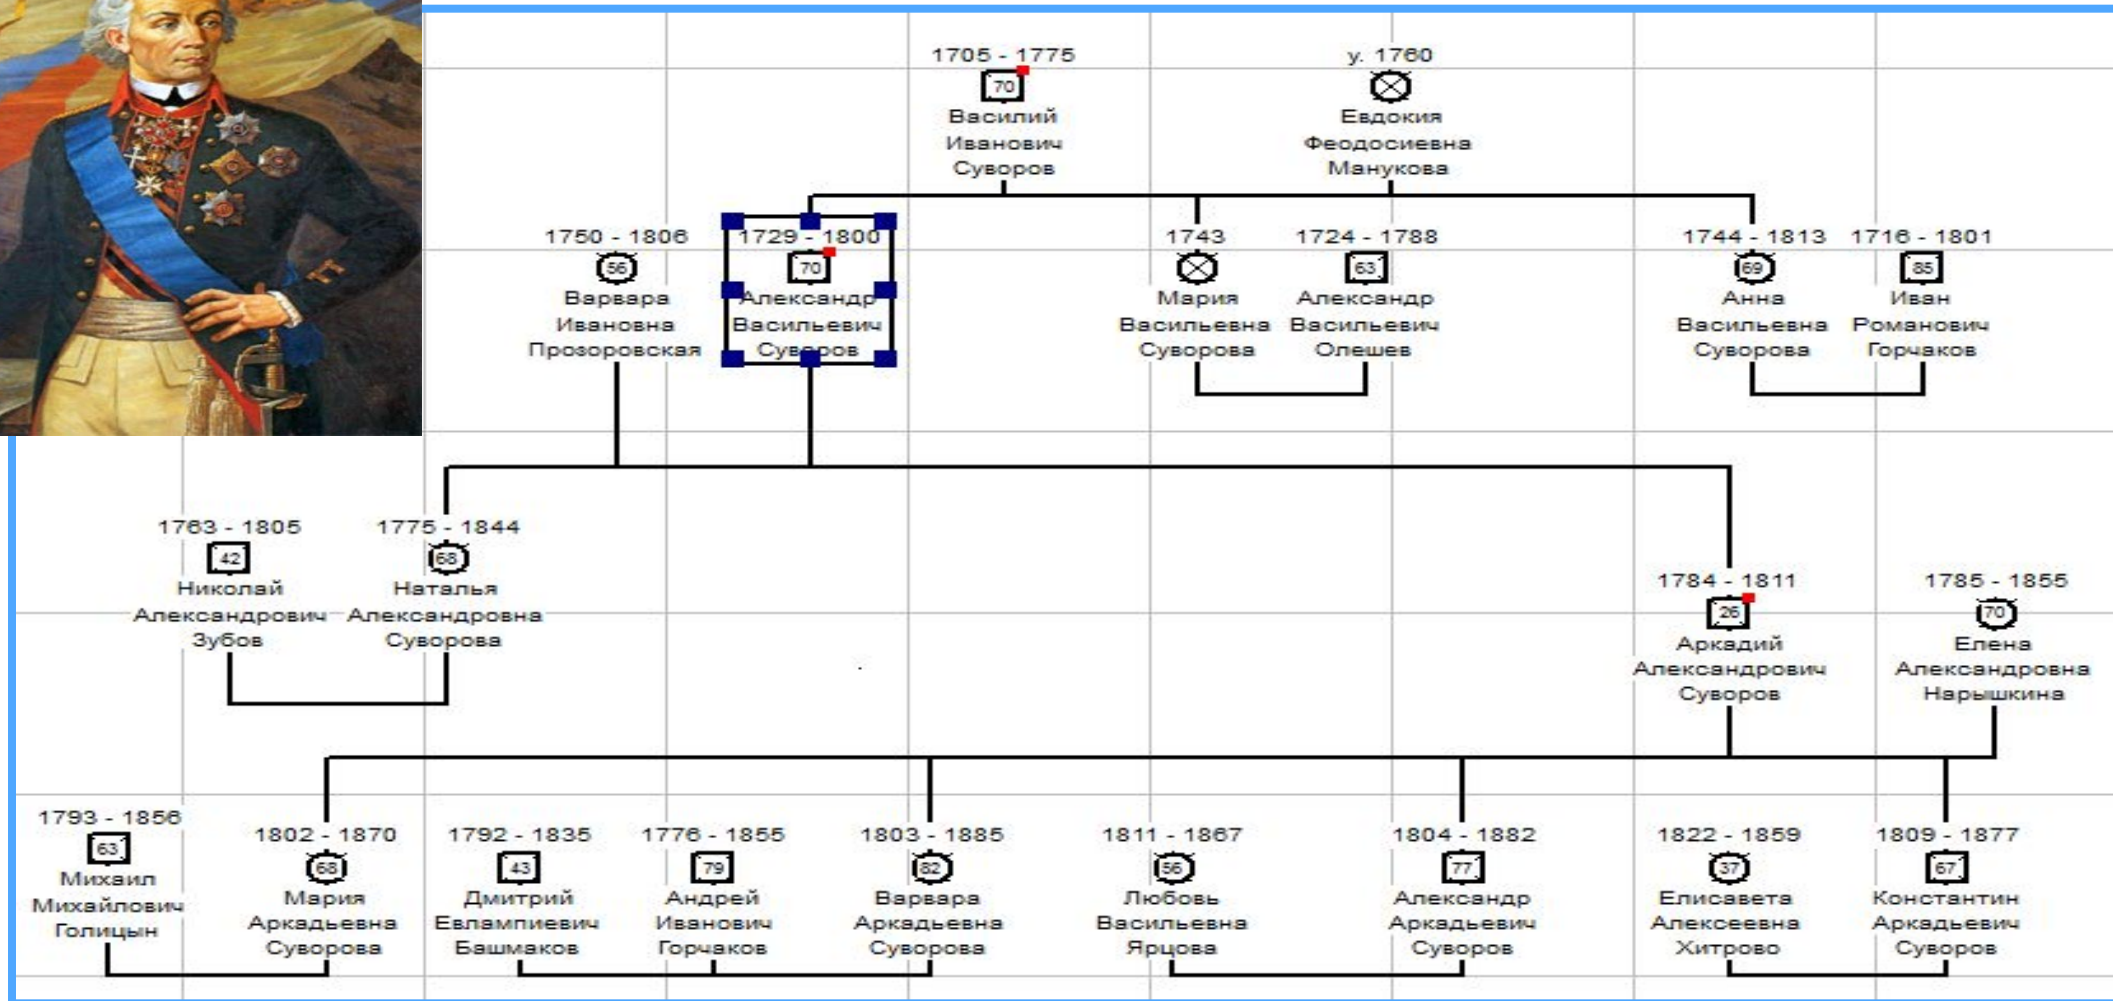 1705 - 1775
70
Василий
Иванович
Суворов
у. 1760
Евдокия
Феодосиевна
Манукова
1750 - 1806
56
Варвара
Ивановна
Прозоровская
1729 - 1800
70
Александр
Васильевич
Суворов
1743
Мария
Васильевна
Суворова
1724 - 1788
63
Александр
Васильевич
Олешев
1744 - 1813
69
Анна
Васильевна
Суворова
1716 - 1801
85
Иван
Романович
Горчаков
1763 - 1805
42
Николай
Александрович
Зубов
1775 - 1844
68
Наталья
Александровна
Суворова
1784 - 1811
26
Аркадий
Александрович
Суворов
1785 - 1855
70
Елена
Александровна
Нарышкина
1793 - 1856
63
Михаил
Михайлович
Голицын
1802 - 1870
68
Мария
Аркадьевна
Суворова
1792 - 1835
43
Дмитрий
Евлампиевич
Башмаков
1776 - 1855
79
Андрей
Иванович
Горчаков
1803 - 1885
82
Варвара
Аркадьевна
Суворова
1811 - 1867
56
Любовь
Васильевна
Ярцова
1804 - 1882
77
Александр
Аркадьевич
Суворов
1822 - 1859
37
Елисавета
Алексеевна
Хитрово
1809 - 1877
67
Константин
Аркадьевич
Суворов